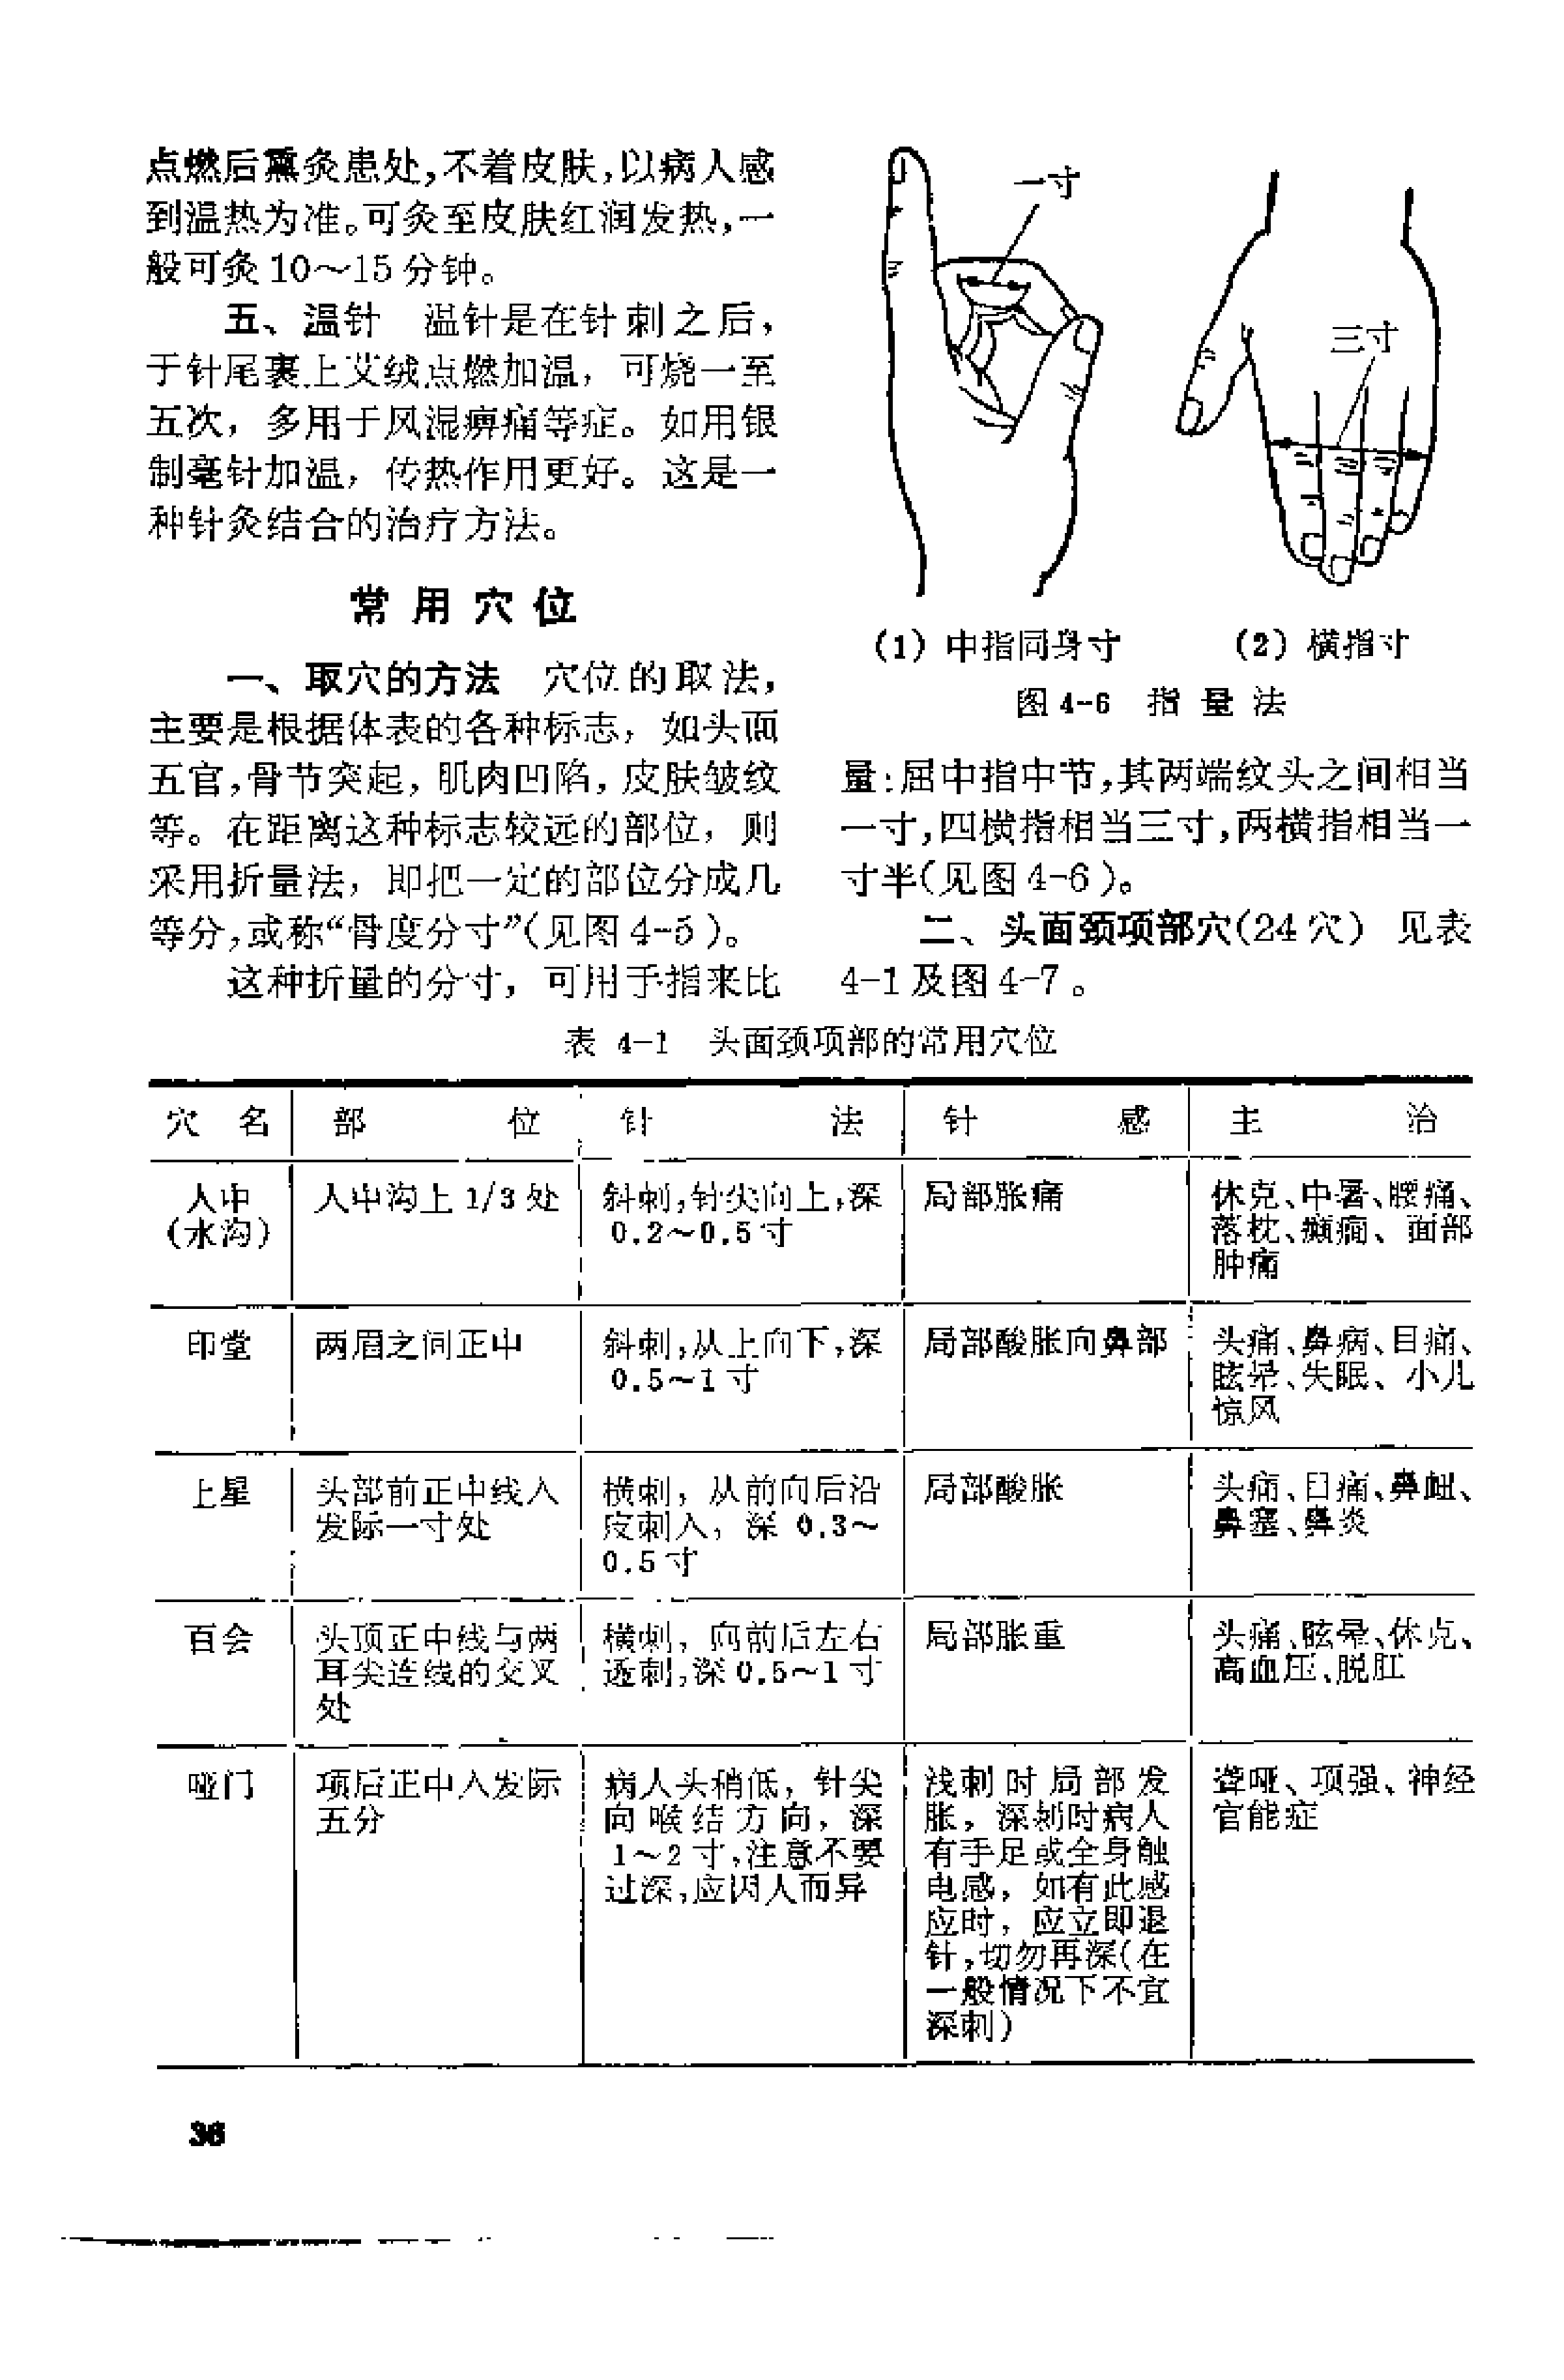 点燃后熏灸患处,不着皮肤,以病人感
到温热为准。可灸至皮肤红润发热,一
般可灸10～15分钟。
五、温针　温针是在针刺之后,
于针尾裹上艾绒点燃加温，可烧一至
五次，多用于风湿痹痛等症。如用银
制毫针加温，传热作用更好。这是一
种针灸结合的治疗方法。
常用穴位
一、取穴的方法　穴位的取法,
主要是根据体表的各种标志，如头面
五官,骨节突起，肌肉凹陷，皮肤皱纹
等。在距离这种标志较远的部位，则
采用折量法，即把一定的部位分成几
等分,或称“骨度分寸”(见图4-5)。
这种折量的分寸，可用手指来比
一寸
三寸
(1) 中指同身寸　(2) 横指寸
图4-6　指量法
量:屈中指中节,其两端纹头之间相当
一寸,四横指相当三寸,两横指相当一
寸半(见图4-6)。
二、头面颈项部穴(24穴)　见表
4-1及图4-7。
表 4-1　头面颈项部的常用穴位
穴名　部位　针法　针感　主治
人中
(水沟)
人中沟上1/3处
斜刺,针尖向上,深
0.2～0.5寸
局部胀痛
休克、中暑、腰痛、
落枕、癫痫、面部
肿痛
印堂
两眉之间正中
斜刺,从上向下,深
0.5～1寸
局部酸胀向鼻部
头痛、鼻病、目痛、
眩晕、失眠、小儿
惊风
上星
头部前正中线入
发际一寸处
横刺，从前向后沿
皮刺入，深 0.3～
0.5寸
局部酸胀
头痛、目痛、鼻衄、
鼻塞、鼻炎
百会
头顶正中线与两
耳尖连线的交叉
处
横刺，向前后左右
透刺,深0.5～1寸
局部胀重
头痛、眩晕、休克、
高血压、脱肛
哑门
项后正中入发际
五分
病人头稍低，针尖
向喉结方向，深
1～2寸,注意不要
过深,应因人而异
浅刺时局部发
胀，深刺时病人
有手足或全身触
电感，如有此感
应时，应立即退
针,切勿再深(在
一般情况下不宜
深刺)
聋哑、项强、神经
官能症
36